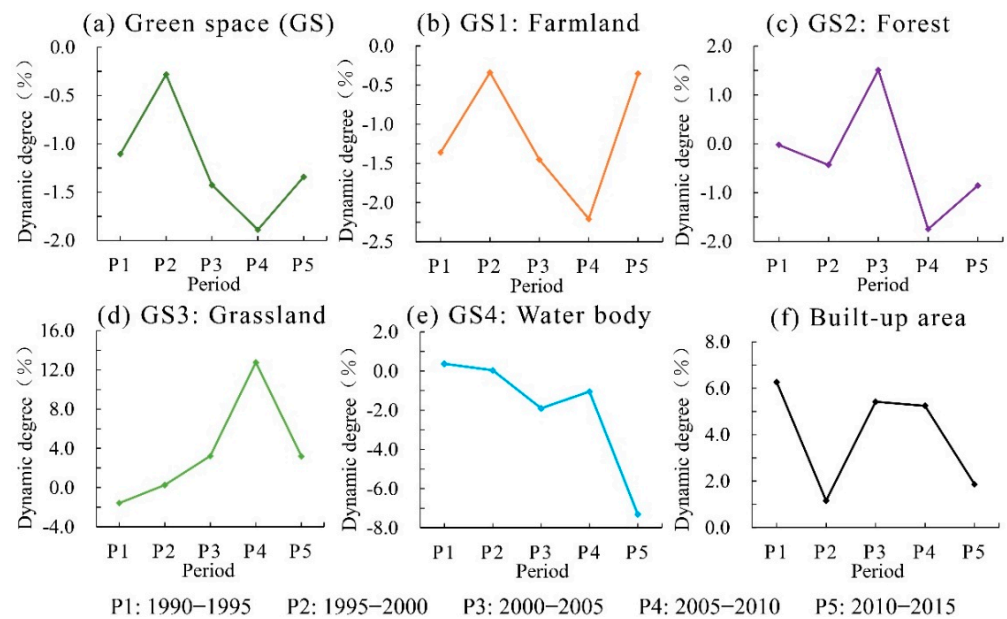 (a) Green space (GS)
0.0
-0.5
-1.0
-1.5
-2.0
Dynamic degree（%）
P1 P2 P3 P4 P5
Period
(b) GS1: Farmland
0.0
-0.5
-1.0
-1.5
-2.0
-2.5
Dynamic degree（%）
P1 P2 P3 P4 P5
Period
(c) GS2: Forest
2.0
1.0
0.0
-1.0
-2.0
Dynamic degree（%）
P1 P2 P3 P4 P5
Period
(d) GS3: Grassland
16.0
12.0
8.0
4.0
0.0
-4.0
Dynamic degree（%）
P1 P2 P3 P4 P5
Period
(e) GS4: Water body
2.0
0.0
-2.0
-4.0
-6.0
-8.0
Dynamic degree（%）
P1 P2 P3 P4 P5
Period
(f) Built-up area
8.0
6.0
4.0
2.0
0.0
Dynamic degree（%）
P1 P2 P3 P4 P5
Period
P1: 1990−1995 P2: 1995−2000 P3: 2000−2005 P4: 2005−2010 P5: 2010−2015